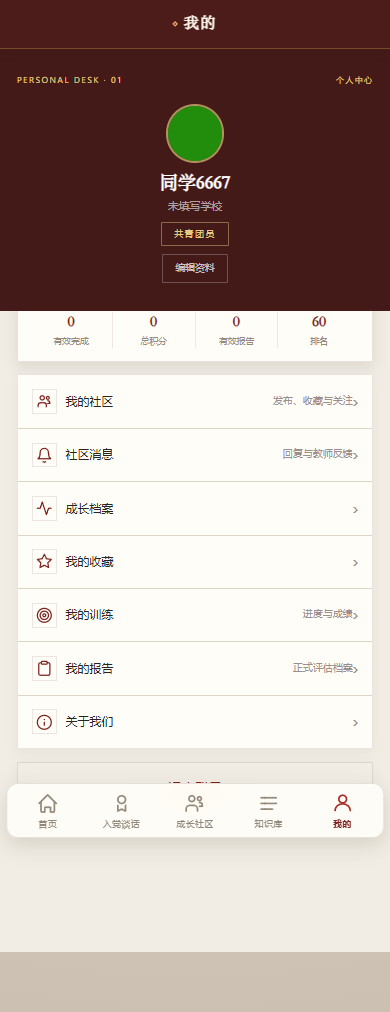 我的
PERSONAL DESK · 01
个人中心
同学6667
未填写学校
共青团员
编辑资料
0 0 0 60
有效完成 总积分 有效报告 排名
我的社区 发布、收藏与关注
社区消息 回复与教师反馈
成长档案
我的收藏
我的训练 进度与成绩
我的报告 正式评估档案
关于我们
首页 入党谈话 成长社区 知识库 我的